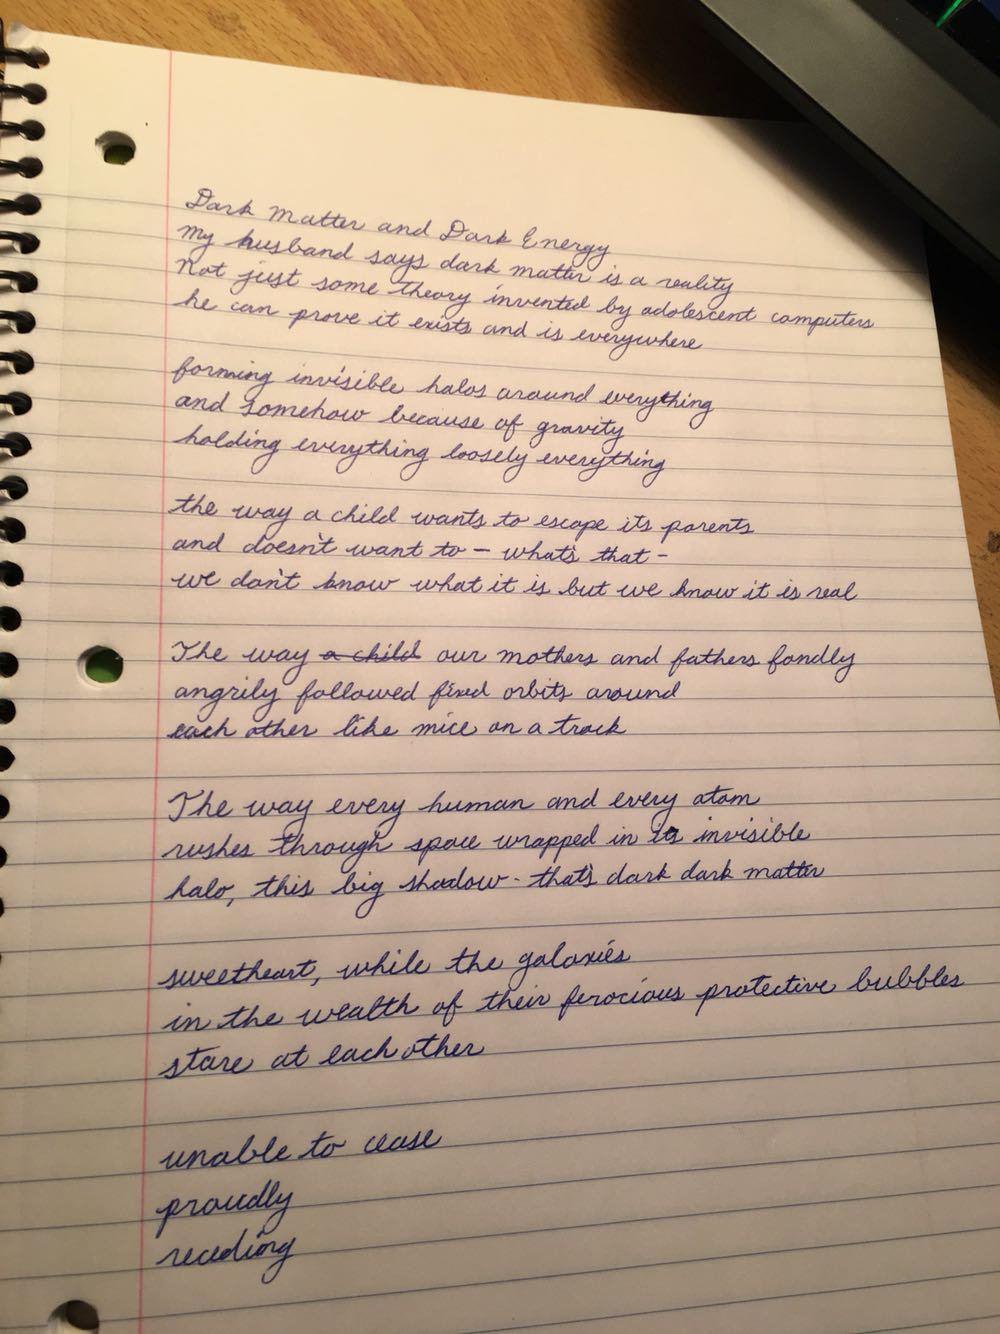 Dark Matter and Dark Energy
My husband says dark matter is a reality
Not just some theory invented by adolescent computers
he can prove it exists and is everywhere
forming invisible halos around everything
and somehow because of gravity
holding everything loosely everything
the way a child wants to escape its parents
and doesn't want to - what's that -
we don't know what it is but we know it is real
The way a child our mothers and fathers fondly
angrily followed fixed orbits around
each other like mice on a track
The way every human and every atom
rushes through space wrapped in its invisible
halo, this big shadow - that's dark dark matter
sweetheart, while the galaxies
in the wealth of their ferocious protective bubbles
stare at each other
unable to cease
proudly
receding